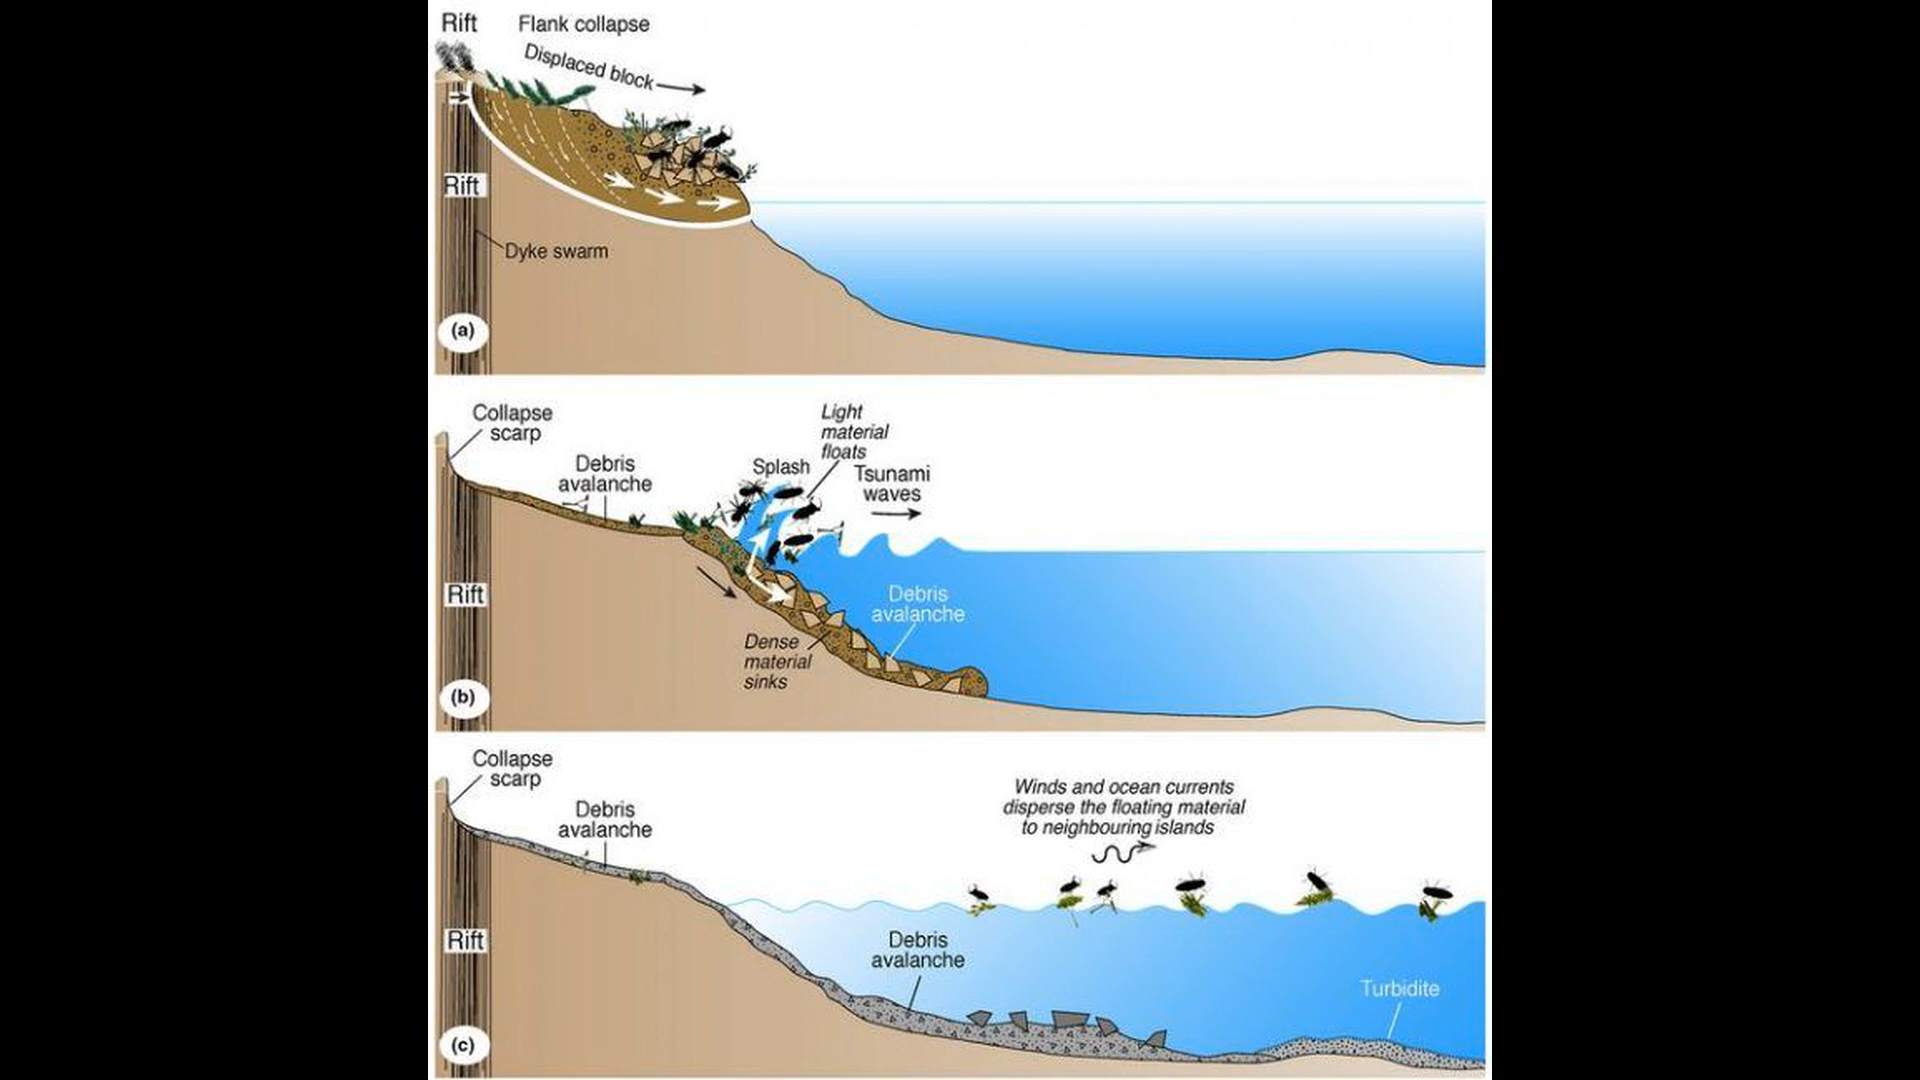 Rift
Flank collapse
Displaced block
Rift
Dyke swarm
(a)
Collapse
scarp
Debris
avalanche
Splash
Light
material
floats
Tsunami
waves
Rift
Debris
avalanche
Dense
material
sinks
(b)
Collapse
scarp
Debris
avalanche
Winds and ocean currents
disperse the floating material
to neighbouring islands
Rift
Debris
avalanche
Turbidite
(c)